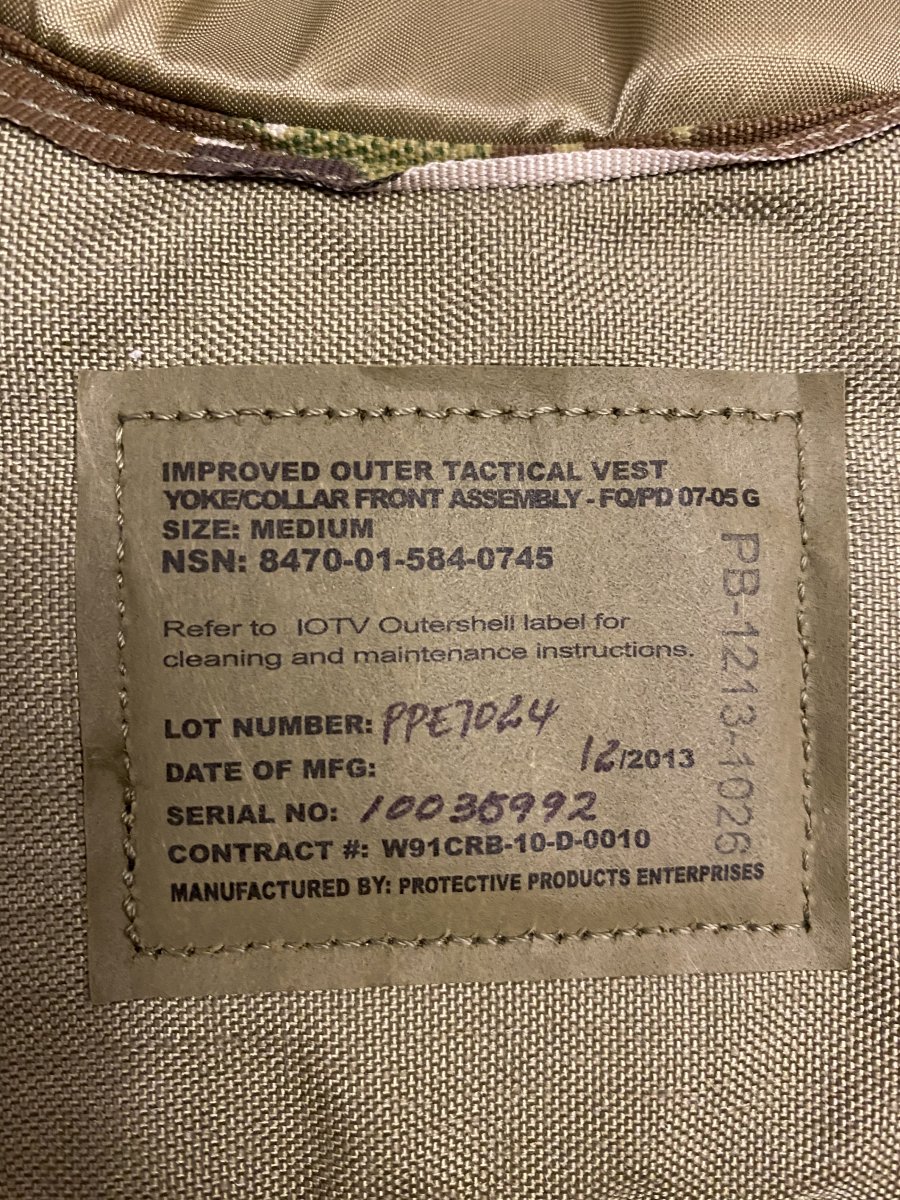 IMPROVED OUTER TACTICAL VEST
YOKE/COLLAR FRONT ASSEMBLY - FQ/PD 07-05 G
SIZE: MEDIUM
NSN: 8470-01-584-0745
Refer to IOTV Outershell label for
cleaning and maintenance instructions.
LOT NUMBER: PPE7024
DATE OF MFG: 12/2013
SERIAL NO: 10035992
CONTRACT #: W91CRB-10-D-0010
MANUFACTURED BY: PROTECTIVE PRODUCTS ENTERPRISES
PB-1213-1026